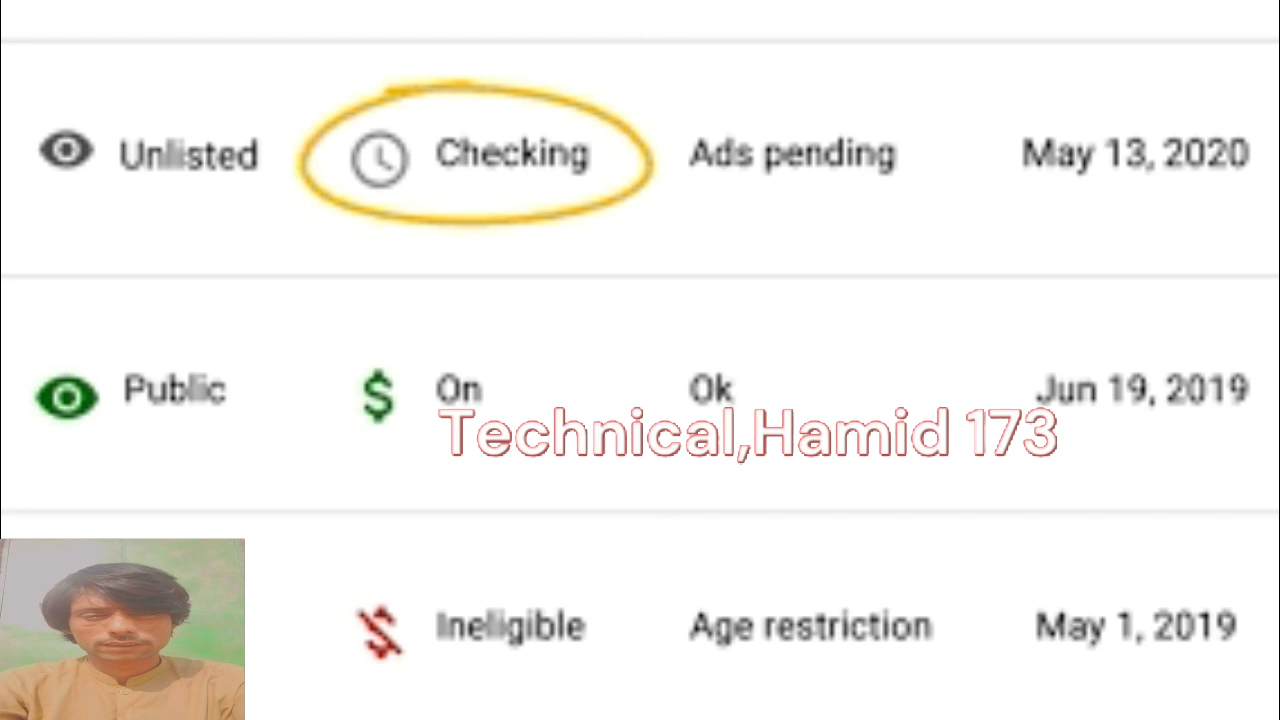 Unlisted Checking Ads pending May 13, 2020
Public $ On Ok Jun 19, 2019
Technical,Hamid 173
Ineligible Age restriction May 1, 2019